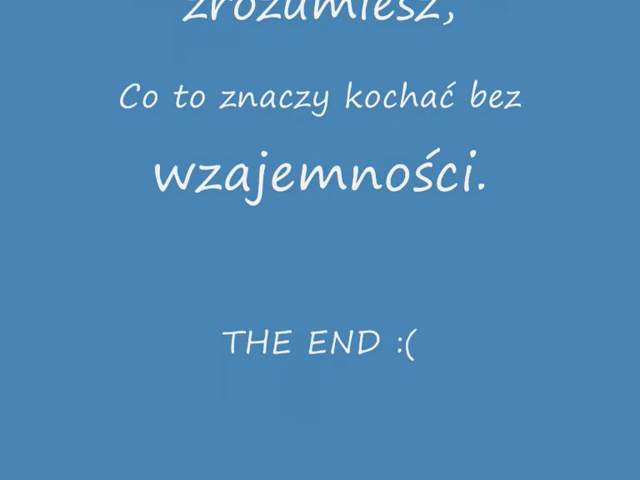 zrozumiesz,
Co to znaczy kochać bez
wzajemności.
THE END :(